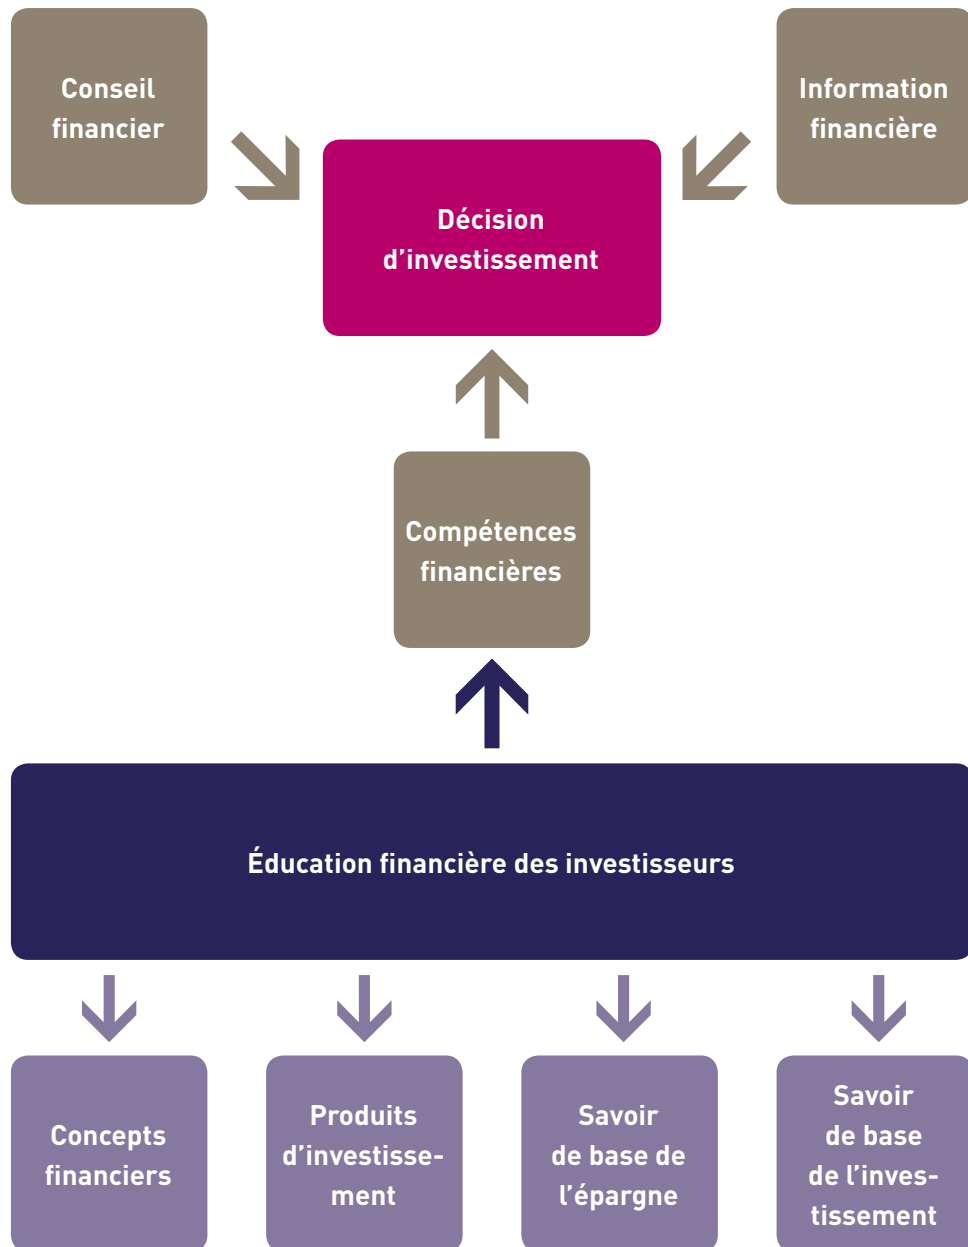 Conseil
financier
Information
financière
Décision
d’investissement
Compétences
financières
Éducation financière des investisseurs
Concepts
financiers
Produits
d’investisse-
ment
Savoir
de base de
l’épargne
Savoir
de base
de l’inves-
tissement